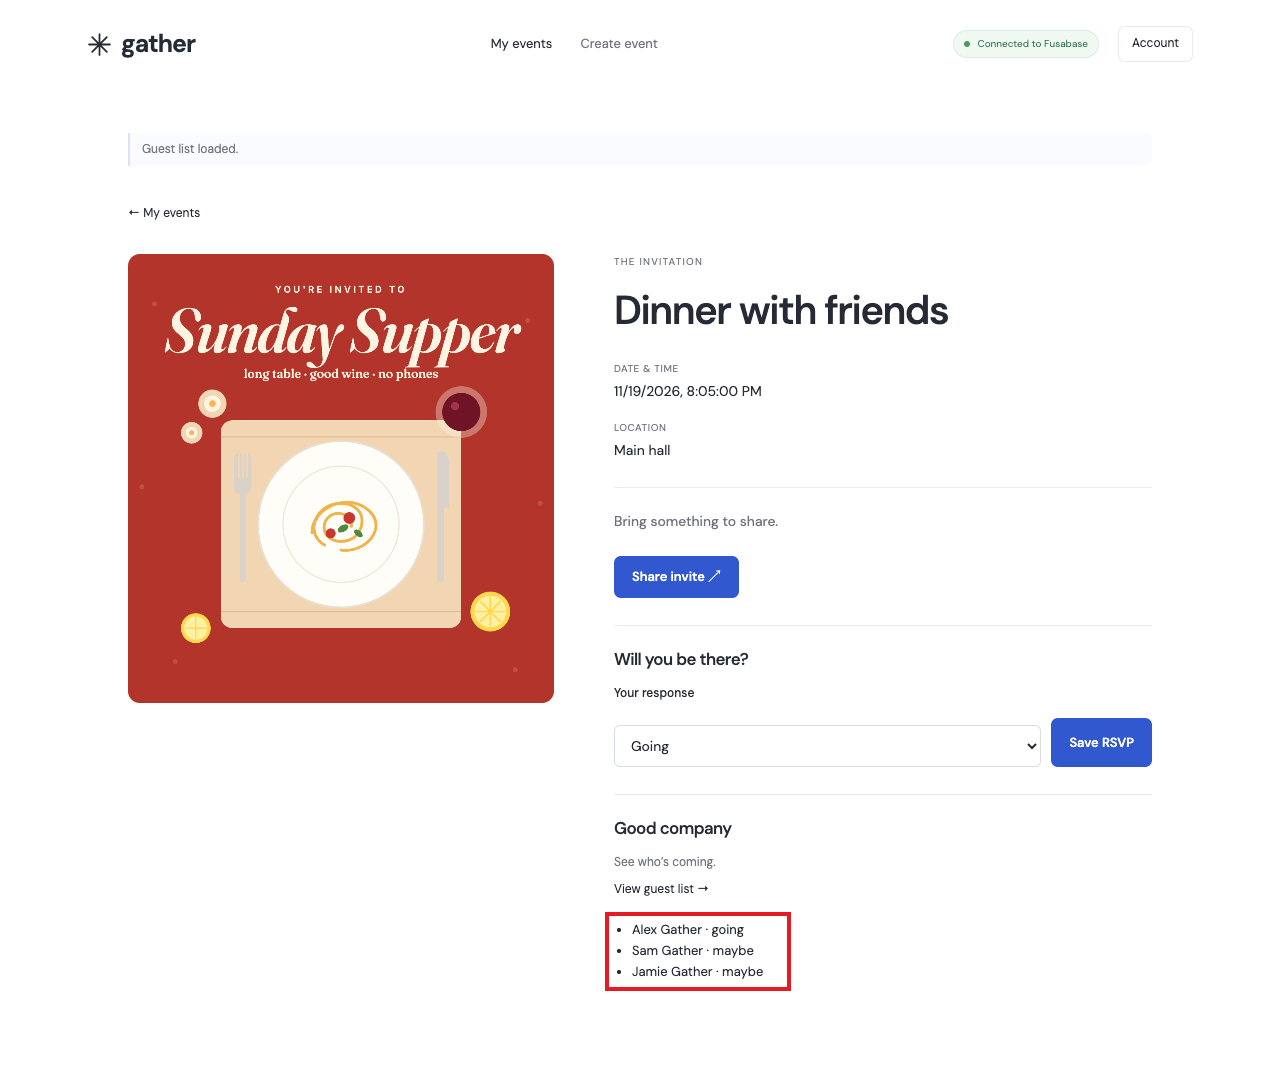 gather
My events
Create event
Connected to Fusabase
Account
Guest list loaded.
← My events
YOU'RE INVITED TO
Sunday Supper
long table · good wine · no phones
THE INVITATION
Dinner with friends
DATE & TIME
11/19/2026, 8:05:00 PM
LOCATION
Main hall
Bring something to share.
Share invite ↗
Will you be there?
Your response
Going
Save RSVP
Good company
See who's coming.
View guest list →
• Alex Gather · going
• Sam Gather · maybe
• Jamie Gather · maybe